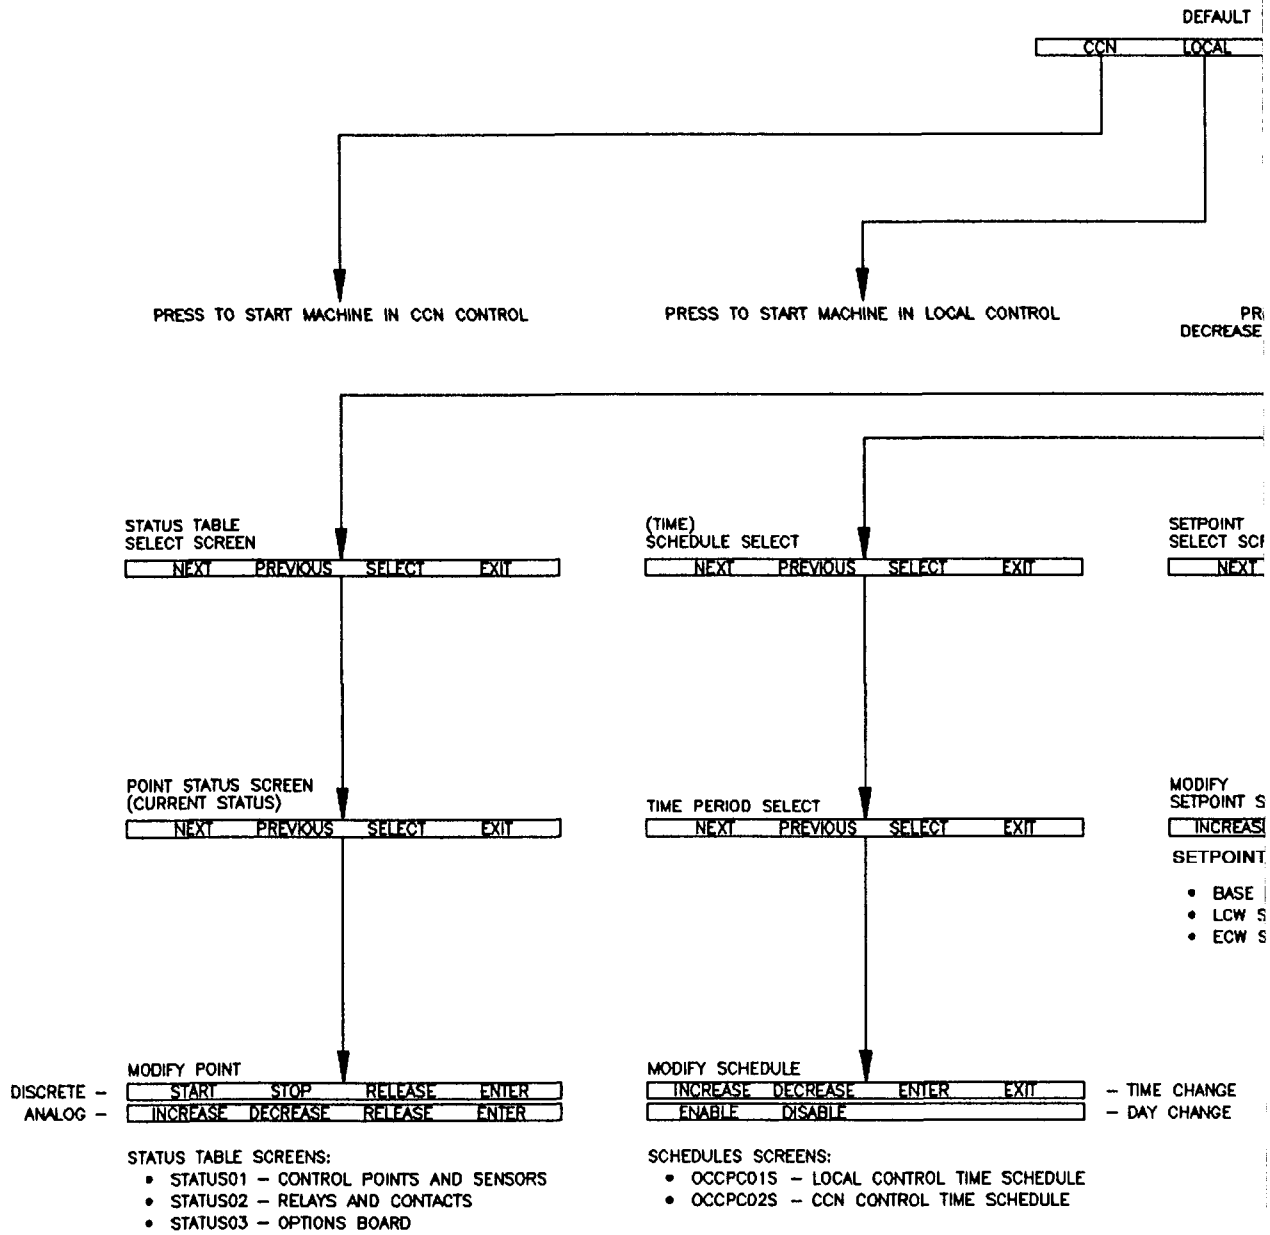 DEFAULT
CCN LOCAL
PRESS TO START MACHINE IN CCN CONTROL
PRESS TO START MACHINE IN LOCAL CONTROL
DECREASE
STATUS TABLE
SELECT SCREEN
NEXT PREVIOUS SELECT EXIT
(TIME)
SCHEDULE SELECT
NEXT PREVIOUS SELECT EXIT
SETPOINT
SELECT
NEXT
POINT STATUS SCREEN
(CURRENT STATUS)
NEXT PREVIOUS SELECT EXIT
TIME PERIOD SELECT
NEXT PREVIOUS SELECT EXIT
MODIFY
SETPOINT
SETPOINT
• BASE
• LCW
• ECW
MODIFY POINT
DISCRETE – START STOP RELEASE ENTER
ANALOG – INCREASE DECREASE RELEASE ENTER
STATUS TABLE SCREENS:
• STATUS01 – CONTROL POINTS AND SENSORS
• STATUS02 – RELAYS AND CONTACTS
• STATUS03 – OPTIONS BOARD
MODIFY SCHEDULE
INCREASE DECREASE ENTER EXIT – TIME CHANGE
ENABLE DISABLE – DAY CHANGE
SCHEDULES SCREENS:
• OCCPC01S – LOCAL CONTROL TIME SCHEDULE
• OCCPC02S – CCN CONTROL TIME SCHEDULE